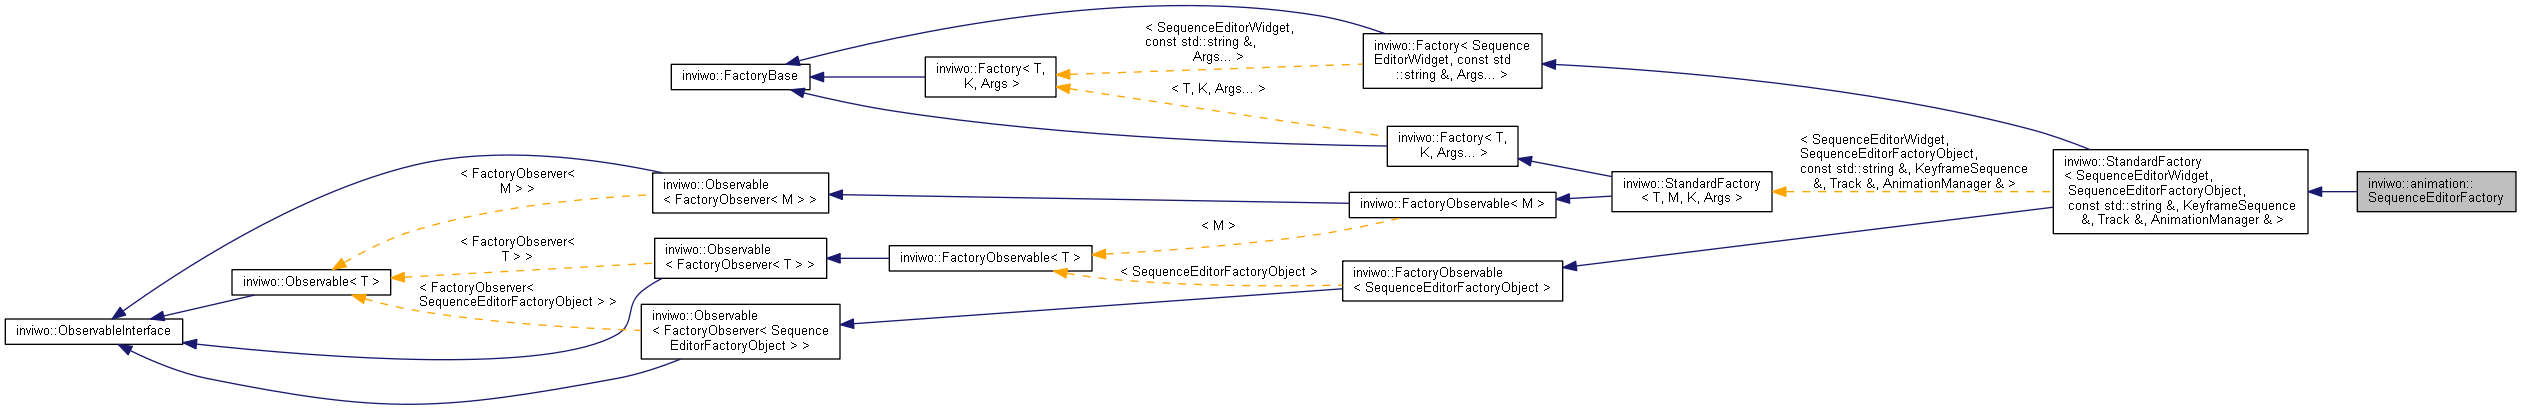 < SequenceEditorWidget,
const std::string &,
Args... >
inviwo::Factory< Sequence
EditorWidget, const std
::string &, Args... >
inviwo::FactoryBase
inviwo::Factory< T,
K, Args >
< T, K, Args... >
inviwo::Factory< T,
K, Args... >
< SequenceEditorWidget,
SequenceEditorFactoryObject,
const std::string &, KeyframeSequence
&, Track &, AnimationManager & >
inviwo::StandardFactory
< SequenceEditorWidget,
SequenceEditorFactoryObject,
const std::string &, KeyframeSequence
&, Track &, AnimationManager & >
inviwo::animation::
SequenceEditorFactory
< FactoryObserver<
M > >
inviwo::Observable
< FactoryObserver< M > >
inviwo::StandardFactory
< T, M, K, Args >
inviwo::FactoryObservable< M >
< M >
< FactoryObserver<
T > >
inviwo::Observable
< FactoryObserver< T > >
inviwo::FactoryObservable< T >
< SequenceEditorFactoryObject >
inviwo::FactoryObservable
< SequenceEditorFactoryObject >
inviwo::Observable< T >
< FactoryObserver<
SequenceEditorFactoryObject > >
inviwo::Observable
< FactoryObserver< Sequence
EditorFactoryObject > >
inviwo::ObservableInterface